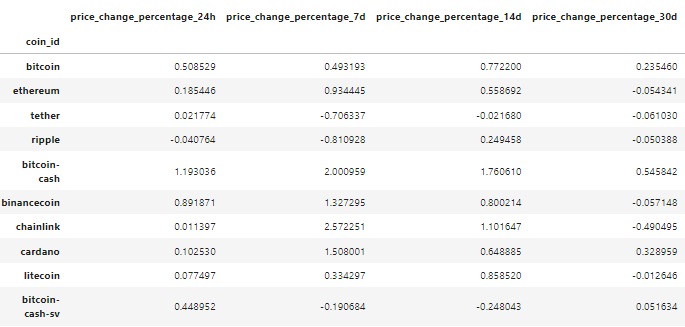 price_change_percentage_24h price_change_percentage_7d price_change_percentage_14d price_change_percentage_30d
coin_id
bitcoin 0.508529 0.493193 0.772200 0.235460
ethereum 0.185446 0.934445 0.558692 -0.054341
tether 0.021774 -0.706337 -0.021680 -0.061030
ripple -0.040764 -0.810928 0.249458 -0.050388
bitcoin-
cash 1.193036 2.000959 1.760610 0.545842
binancecoin 0.891871 1.327295 0.800214 -0.057148
chainlink 0.011397 2.572251 1.101647 -0.490495
cardano 0.102530 1.508001 0.648885 0.328959
litecoin 0.077497 0.334297 0.858520 -0.012646
bitcoin-
cash-sv 0.448952 -0.190684 -0.248043 0.051634